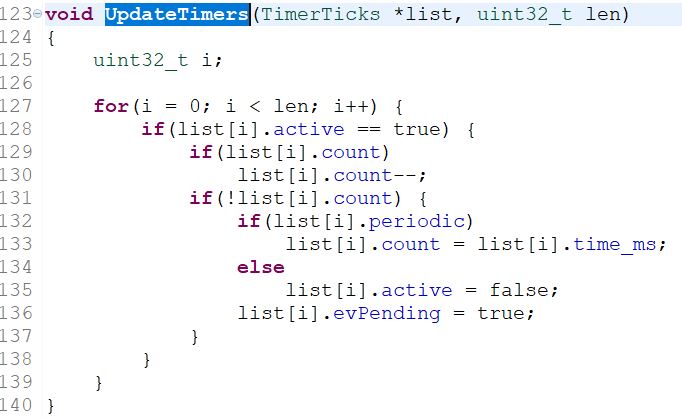 123 void UpdateTimers(TimerTicks *list, uint32_t len)
124 {
125     uint32_t i;
126
127     for(i = 0; i < len; i++) {
128         if(list[i].active == true) {
129             if(list[i].count)
130                 list[i].count--;
131             if(!list[i].count) {
132                 if(list[i].periodic)
133                     list[i].count = list[i].time_ms;
134                 else
135                     list[i].active = false;
136                 list[i].evPending = true;
137             }
138         }
139     }
140 }